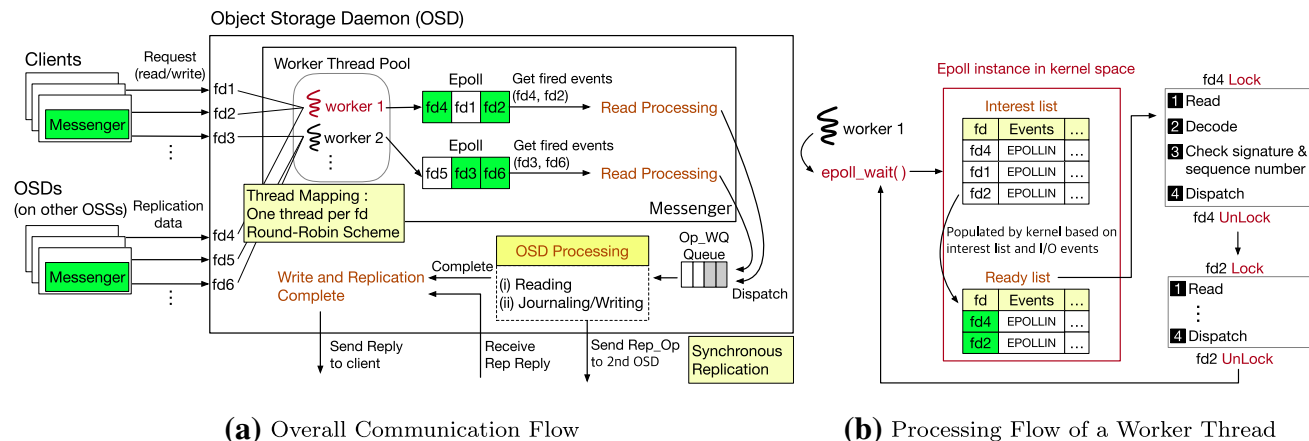 Object Storage Daemon (OSD)
Clients
Request
(read/write)
Messenger
fd1
fd2
fd3
⋮
OSDs
(on other OSSs)
Replication
data
Messenger
fd4
fd5
fd6
⋮
Worker Thread Pool
worker 1
worker 2
⋮
Thread Mapping :
One thread per fd
Round-Robin Scheme
Epoll
fd4 fd1 fd2
Get fired events
(fd4, fd2)
Read Processing
Epoll
fd5 fd3 fd6
Get fired events
(fd3, fd6)
Read Processing
Messenger
Op_WQ
Queue
Dispatch
OSD Processing
(i) Reading
(ii) Journaling/Writing
Complete
Write and Replication
Complete
Send Reply
to client
Receive
Rep Reply
Send Rep_Op
to 2nd OSD
Synchronous
Replication
(a) Overall Communication Flow
worker 1
epoll_wait( )
Epoll instance in kernel space
Interest list
fd Events ...
fd4 EPOLLIN ...
fd1 EPOLLIN ...
fd2 EPOLLIN ...
Populated by kernel based on
interest list and I/O events
Ready list
fd Events ...
fd4 EPOLLIN ...
fd2 EPOLLIN ...
fd4 Lock
1 Read
2 Decode
3 Check signature &
sequence number
4 Dispatch
fd4 UnLock
fd2 Lock
1 Read
⋮
4 Dispatch
fd2 UnLock
(b) Processing Flow of a Worker Thread